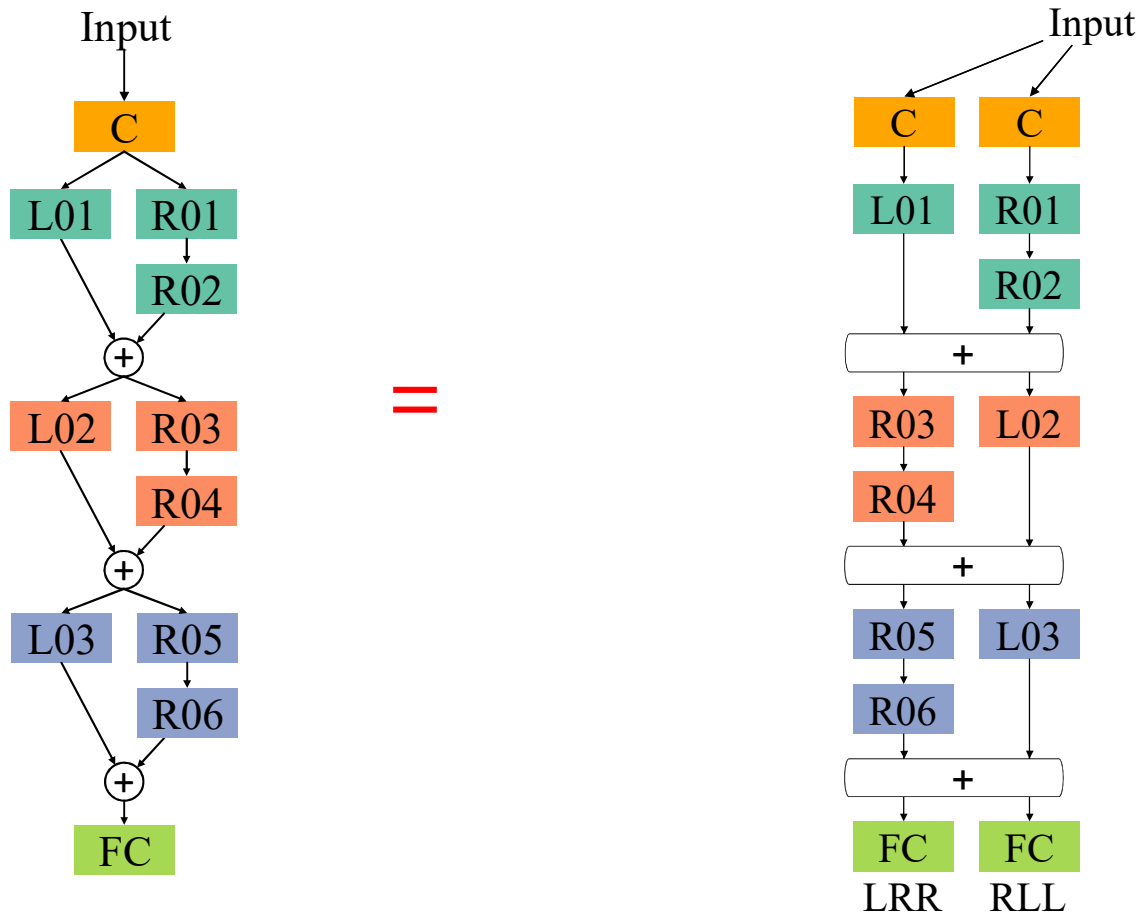 Input
C
L01 R01
R02
+
L02 R03
R04
+
L03 R05
R06
+
FC
=
Input
C C
L01 R01
R02
+
R03 L02
R04
+
R05 L03
R06
+
FC FC
LRR RLL